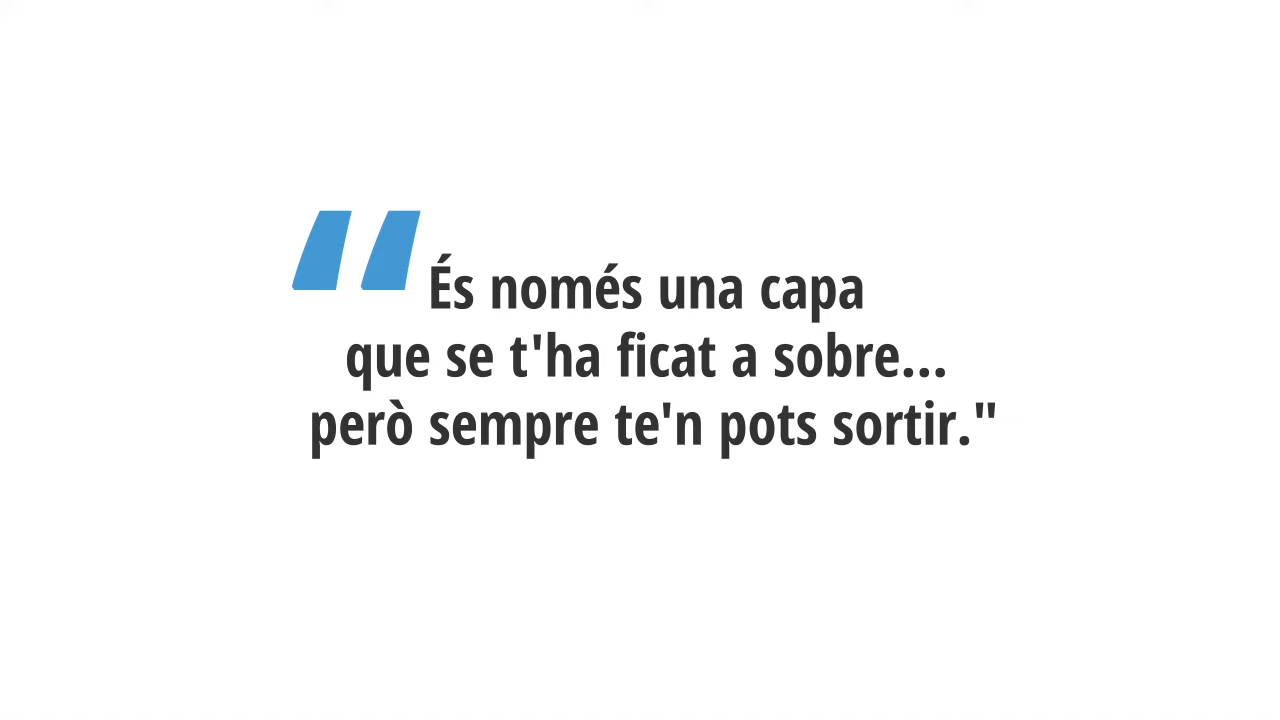 “És només una capa
que se t'ha ficat a sobre...
però sempre te'n pots sortir."